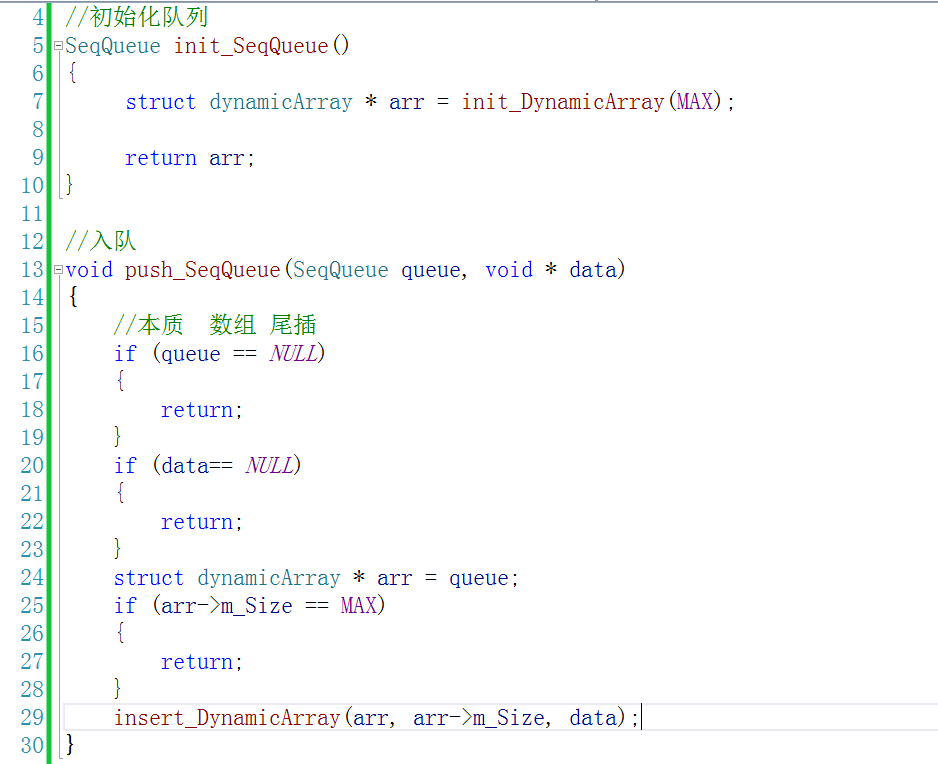 4 //初始化队列
5 SeqQueue init_SeqQueue()
6 {
7 struct dynamicArray * arr = init_DynamicArray(MAX);
8
9 return arr;
10 }
11
12 //入队
13 void push_SeqQueue(SeqQueue queue, void * data)
14 {
15 //本质  数组 尾插
16 if (queue == NULL)
17 {
18 return;
19 }
20 if (data== NULL)
21 {
22 return;
23 }
24 struct dynamicArray * arr = queue;
25 if (arr->m_Size == MAX)
26 {
27 return;
28 }
29 insert_DynamicArray(arr, arr->m_Size, data);
30 }